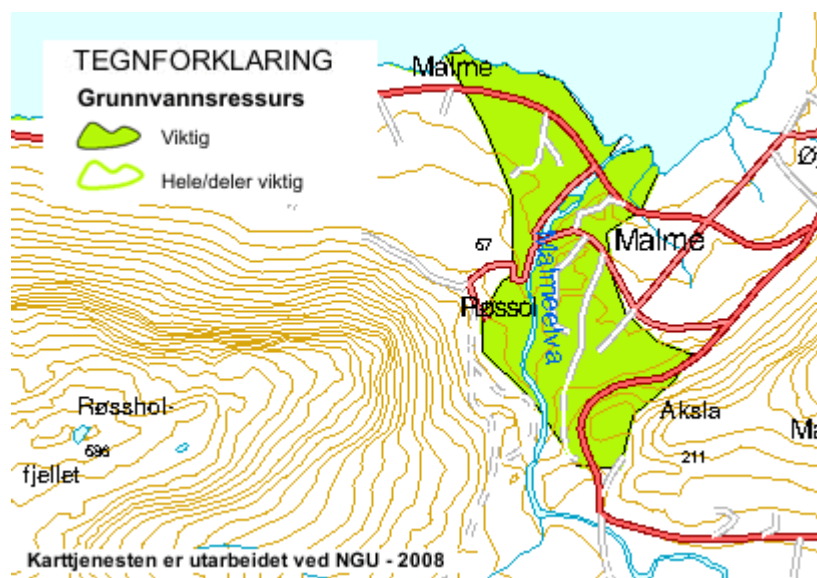 TEGNFORKLARING
Grunnvannsressurs
Viktig
Hele/deler viktig
Malme
67
Malme
Røssol
Malmeelva
Røsshol-
596
fjellet
Aksla
211
Karttjenesten er utarbeidet ved NGU - 2008